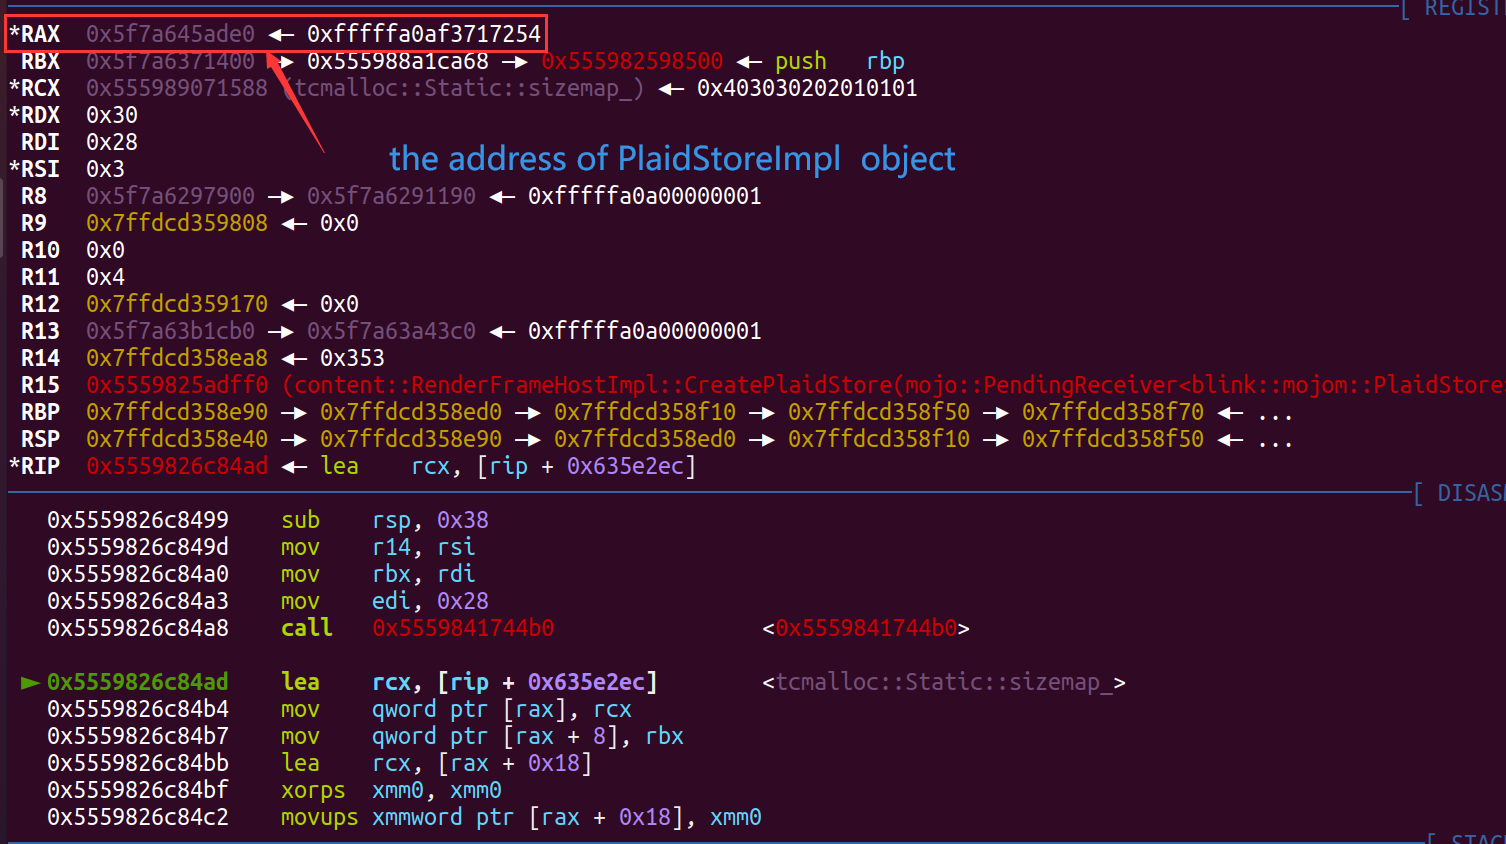 [ REGIST
*RAX  0x5f7a645ade0 ◂— 0xfffffa0af3717254
RBX  0x5f7a6371400 —▸ 0x555988a1ca68 —▸ 0x555982598500 ◂— push   rbp
*RCX  0x555989071588 (tcmalloc::Static::sizemap_) ◂— 0x403030202010101
*RDX  0x30
RDI  0x28
the address of PlaidStoreImpl  object
*RSI  0x3
R8   0x5f7a6297900 —▸ 0x5f7a6291190 ◂— 0xfffffa0a00000001
R9   0x7ffdcd359808 ◂— 0x0
R10  0x0
R11  0x4
R12  0x7ffdcd359170 ◂— 0x0
R13  0x5f7a63b1cb0 —▸ 0x5f7a63a43c0 ◂— 0xfffffa0a00000001
R14  0x7ffdcd358ea8 ◂— 0x353
R15  0x5559825adff0 (content::RenderFrameHostImpl::CreatePlaidStore(mojo::PendingReceiver<blink::mojom::PlaidStore
RBP  0x7ffdcd358e90 —▸ 0x7ffdcd358ed0 —▸ 0x7ffdcd358f10 —▸ 0x7ffdcd358f50 —▸ 0x7ffdcd358f70 ◂— ...
RSP  0x7ffdcd358e40 —▸ 0x7ffdcd358e90 —▸ 0x7ffdcd358ed0 —▸ 0x7ffdcd358f10 —▸ 0x7ffdcd358f50 ◂— ...
*RIP  0x5559826c84ad ◂— lea    rcx, [rip + 0x635e2ec]
[ DISASM
0x5559826c8499    sub    rsp, 0x38
0x5559826c849d    mov    r14, rsi
0x5559826c84a0    mov    rbx, rdi
0x5559826c84a3    mov    edi, 0x28
0x5559826c84a8    call   0x5559841744b0                <0x5559841744b0>
► 0x5559826c84ad    lea    rcx, [rip + 0x635e2ec]        <tcmalloc::Static::sizemap_>
0x5559826c84b4    mov    qword ptr [rax], rcx
0x5559826c84b7    mov    qword ptr [rax + 8], rbx
0x5559826c84bb    lea    rcx, [rax + 0x18]
0x5559826c84bf    xorps  xmm0, xmm0
0x5559826c84c2    movups xmmword ptr [rax + 0x18], xmm0
[ STAC